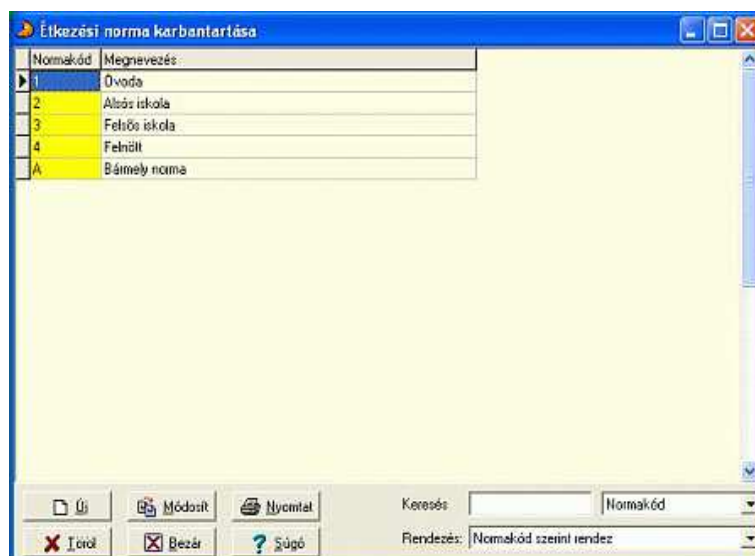 Étkezési norma karbantartása
Normakód Megnevezés
1 Óvoda
2 Alsós iskola
3 Felsős iskola
4 Felnőtt
A Bármely norma
Új Módosít Nyomtat Keresés Normakód
Töröl Bezár Súgó Rendezés: Normakód szerint rendez